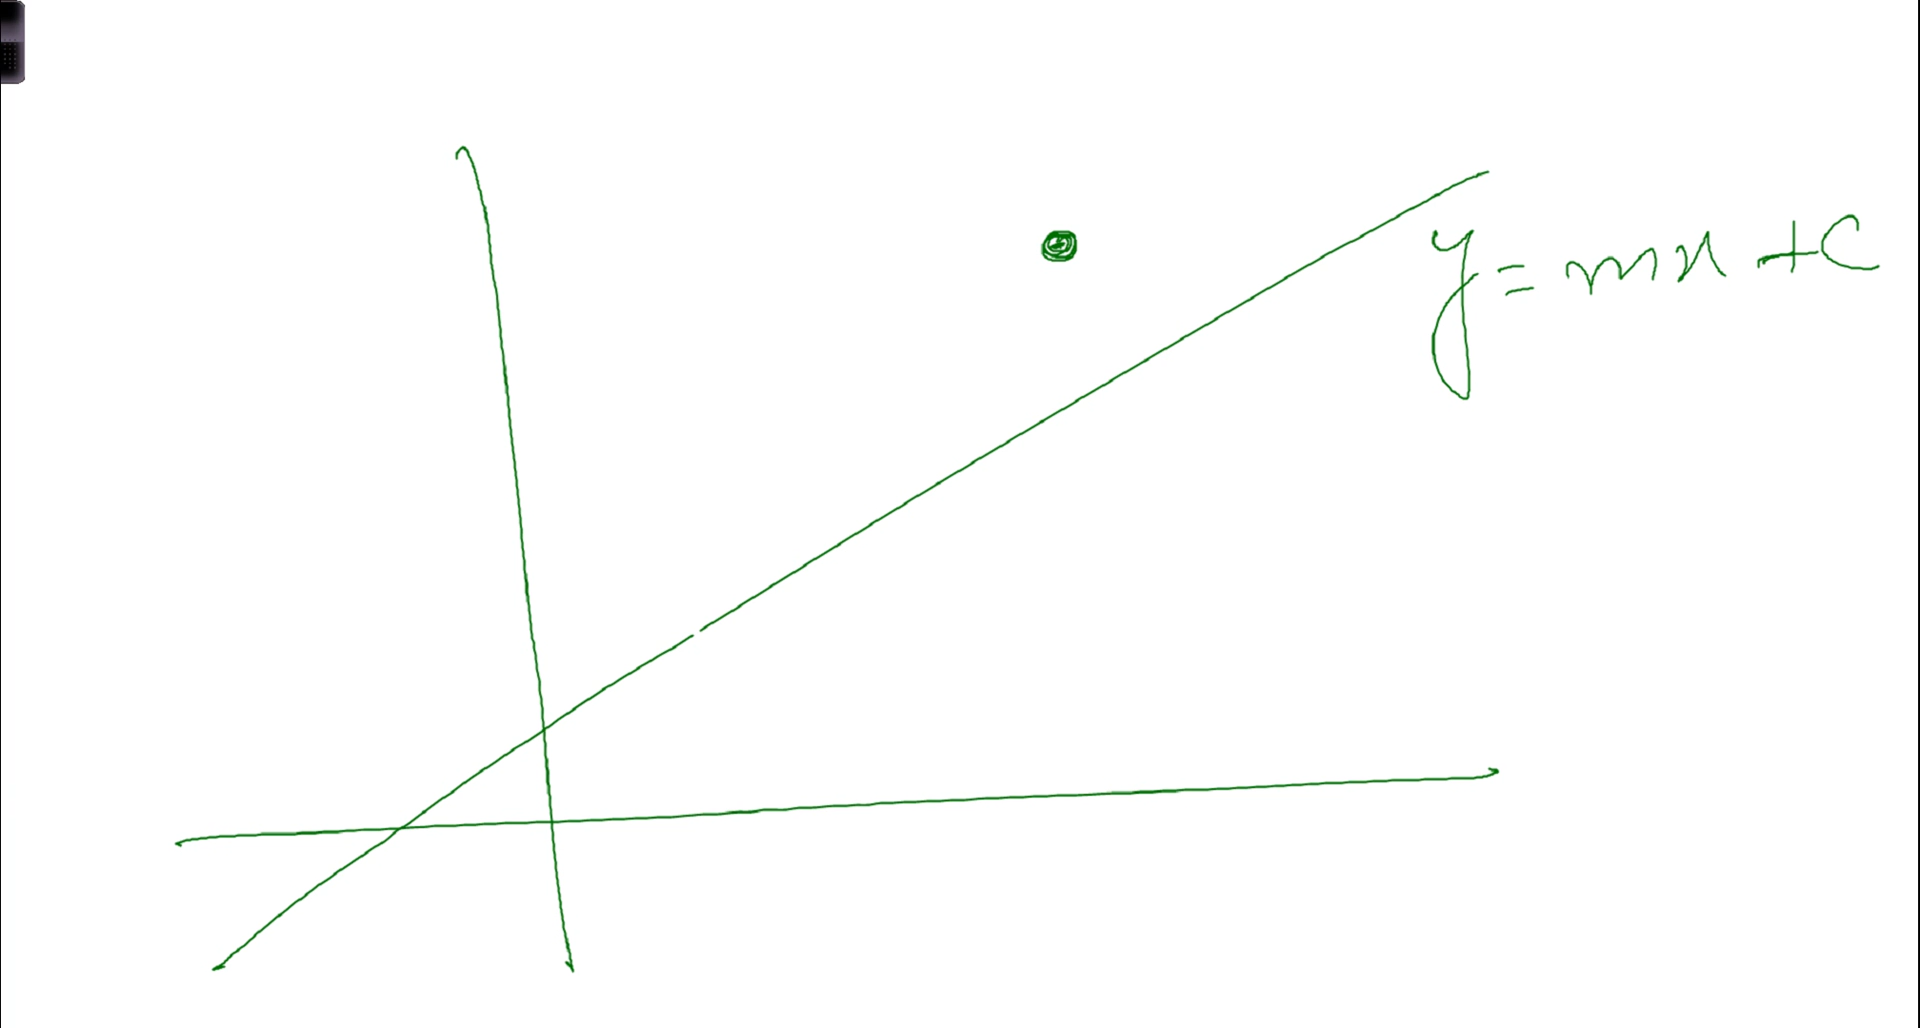 y = mx + c